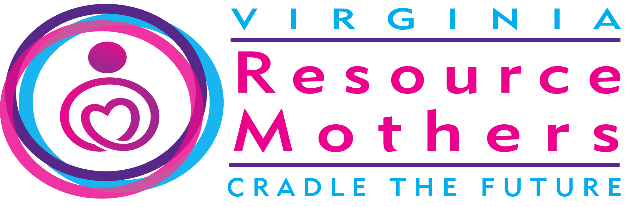 VIRGINIA
Resource
Mothers
CRADLE THE FUTURE